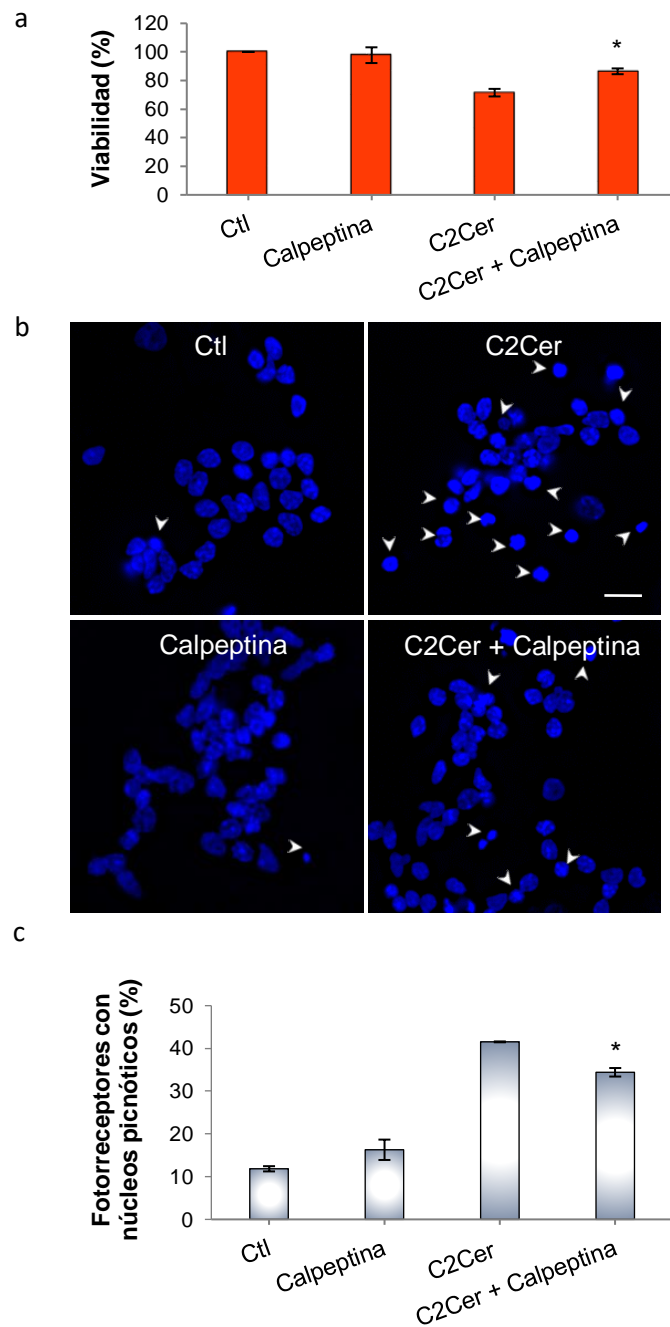 a
Viabilidad (%)
120
100
80
60
40
20
0
*
Ctl
Calpeptina
C2Cer
C2Cer + Calpeptina
b
Ctl
C2Cer
Calpeptina
C2Cer + Calpeptina
c
Fotorreceptores con
núcleos picnóticos (%)
50
40
30
20
10
0
*
Ctl
Calpeptina
C2Cer
C2Cer + Calpeptina